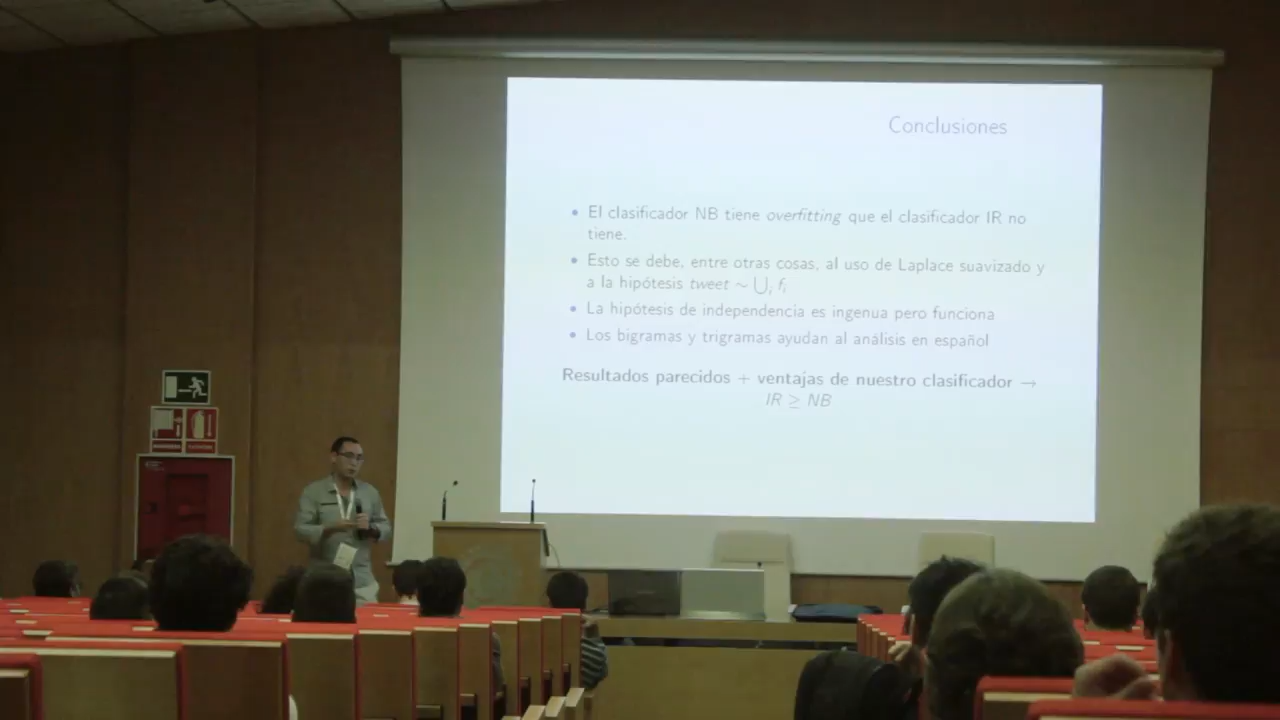 Conclusiones
• El clasificador NB tiene overfitting que el clasificador IR no
tiene.
• Esto se debe, entre otras cosas, al uso de Laplace suavizado y
a la hipótesis tweet ∼ ⋃i fi
• La hipótesis de independencia es ingenua pero funciona
• Los bigramas y trigramas ayudan al análisis en español
Resultados parecidos + ventajas de nuestro clasificador →
IR ≥ NB